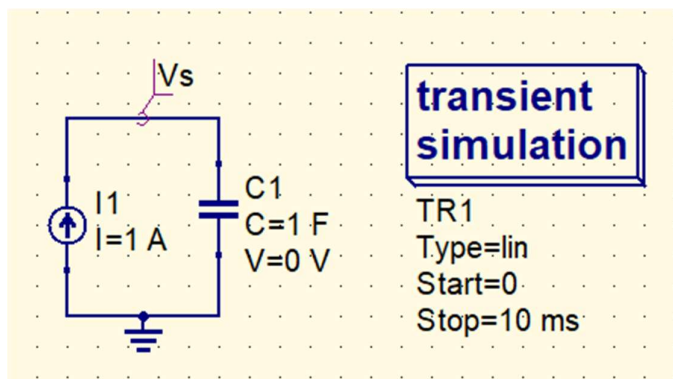 Vs
I1
I=1 A
C1
C=1 F
V=0 V
transient
simulation
TR1
Type=lin
Start=0
Stop=10 ms